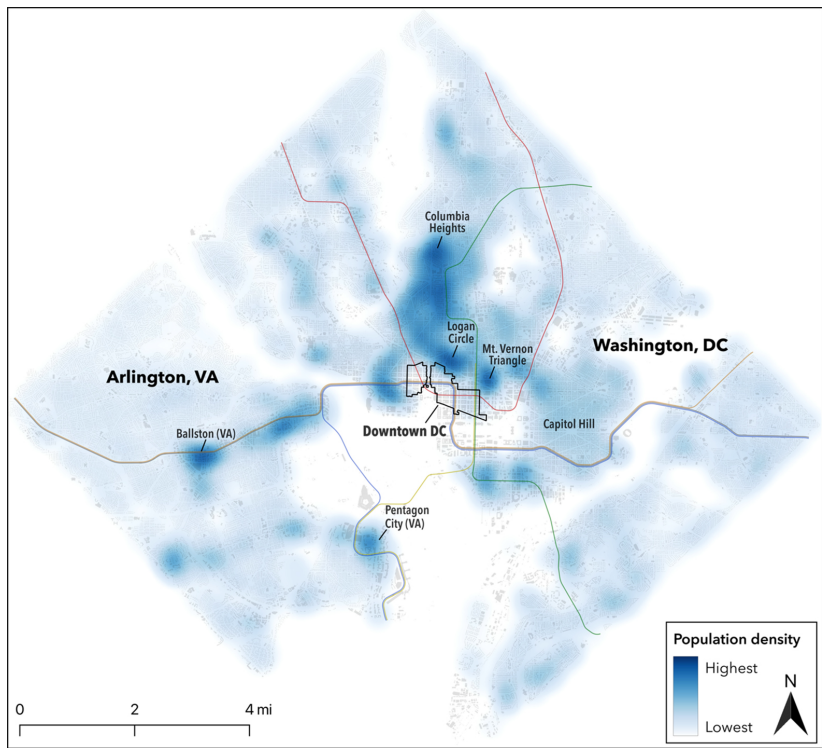 Columbia
Heights
Logan
Circle
Mt. Vernon
Triangle
Washington, DC
Arlington, VA
Ballston (VA)
Downtown DC
Capitol Hill
Pentagon
City (VA)
Population density
Highest
Lowest
N
0 2 4 mi